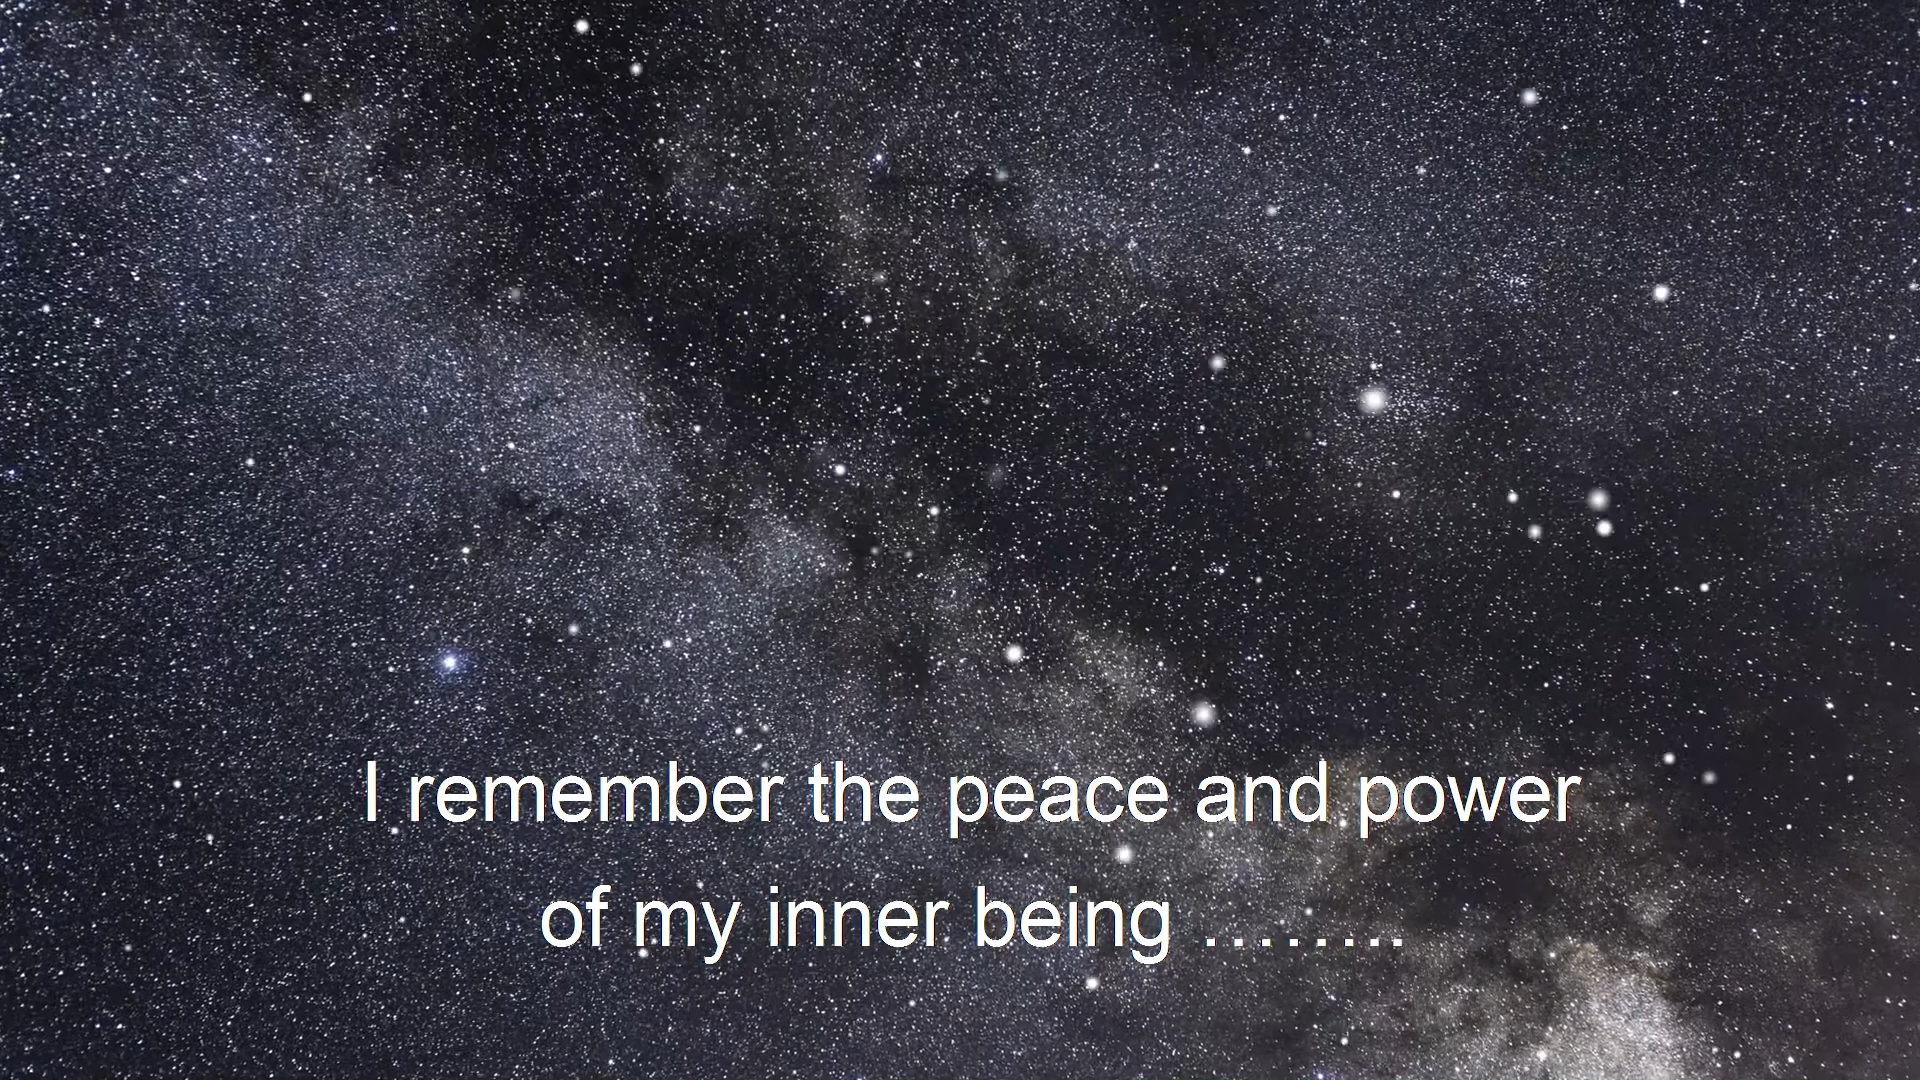 I remember the peace and power
of my inner being ……..